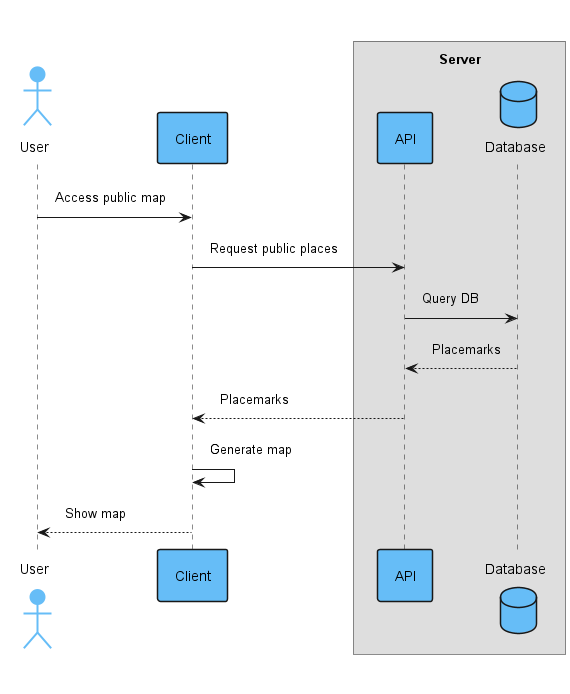 Server
User
Client
API
Database
Access public map
Request public places
Query DB
Placemarks
Placemarks
Generate map
Show map
User
Client
API
Database